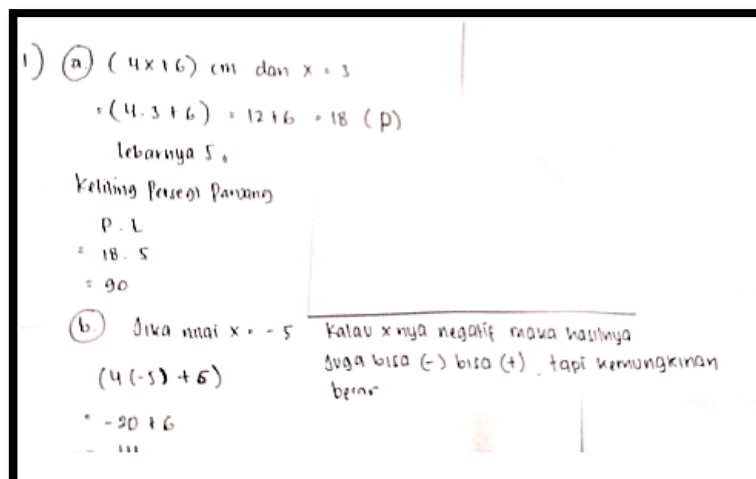 1) a) (4x+6) cm dan x = 3
= (4.3+6) = 12+6 = 18 (p)
lebarnya 5.
Keliling Persegi Panjang
P . L
= 18 . 5
= 90
b. Jika nilai x = -5
(4(-5) + 6)
= -20 + 6
Kalau x nya negatif maka hasilnya
Juga bisa (-) bisa (+). tapi kemungkinan